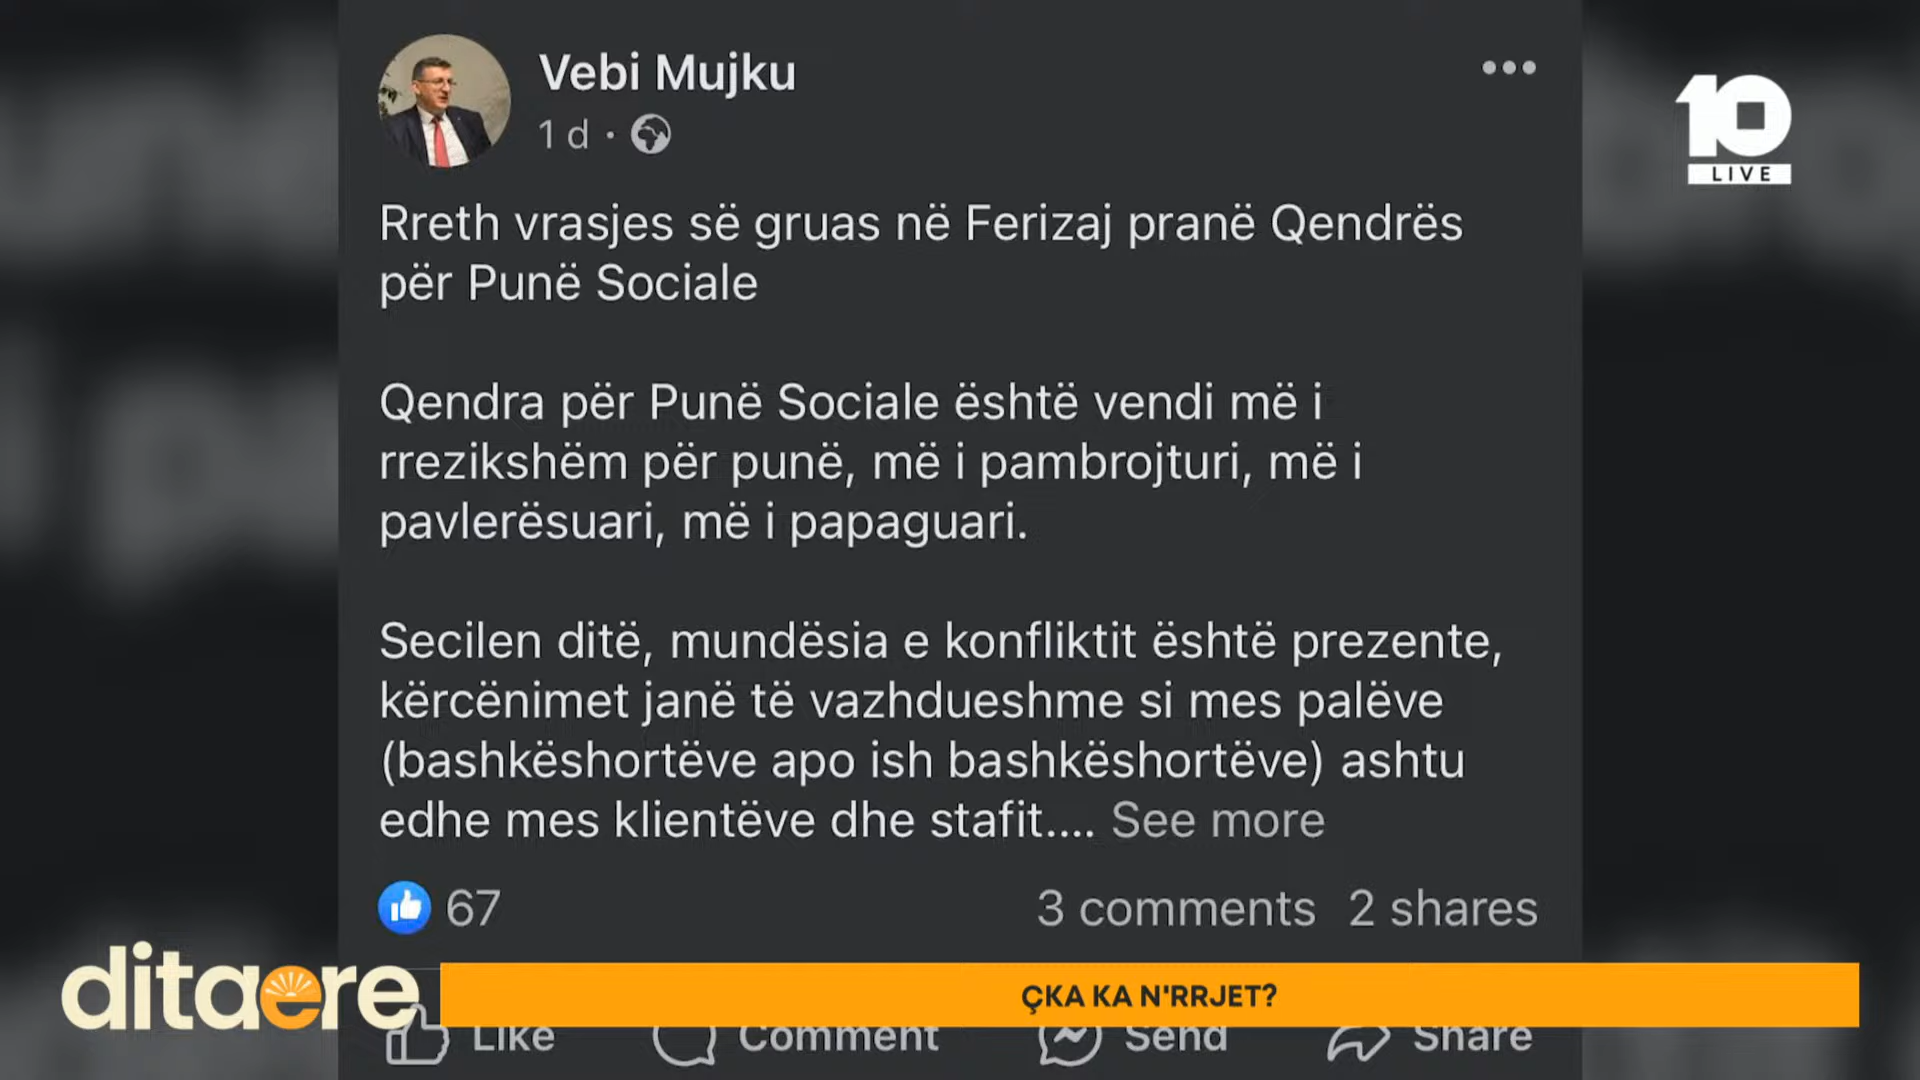 Vebi Mujku
1 d ·
Rreth vrasjes së gruas në Ferizaj pranë Qendrës
për Punë Sociale
Qendra për Punë Sociale është vendi më i
rrezikshëm për punë, më i pambrojturi, më i
pavlerësuari, më i papaguari.
Secilen ditë, mundësia e konfliktit është prezente,
kërcënimet janë të vazhdueshme si mes palëve
(bashkëshortëve apo ish bashkëshortëve) ashtu
edhe mes klientëve dhe stafit.... See more
67 3 comments 2 shares
Like Comment Send Share
10
LIVE
ditaere
ÇKA KA N'RRJET?